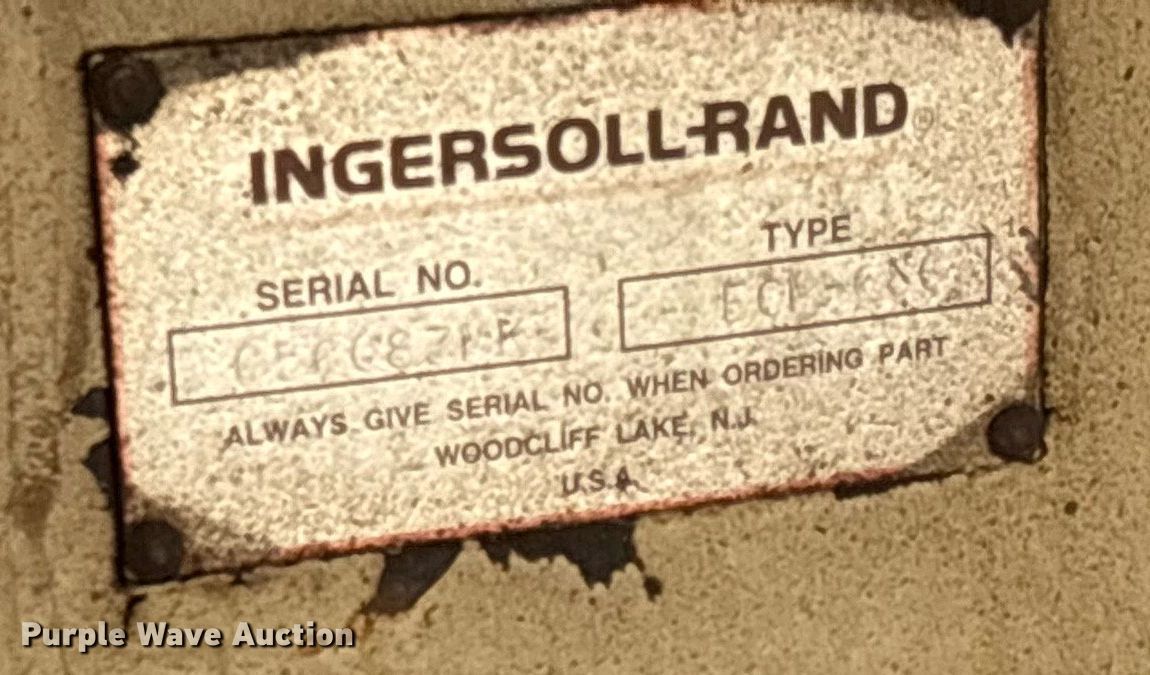 INGERSOLL-RAND®
TYPE
SERIAL NO.
ALWAYS GIVE SERIAL NO. WHEN ORDERING PART
WOODCLIFF LAKE, N.J.
U.S.A.
Purple Wave Auction